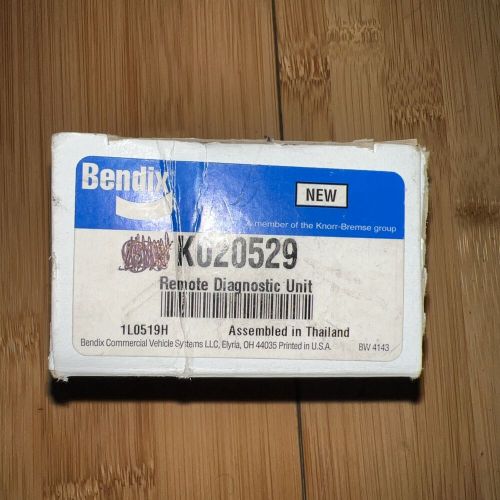 Bendix
NEW
a member of the Knorr-Bremse group
K020529
Remote Diagnostic Unit
1L0519H Assembled in Thailand
Bendix Commercial Vehicle Systems LLC, Elyria, OH 44035 Printed in U.S.A. BW 4143